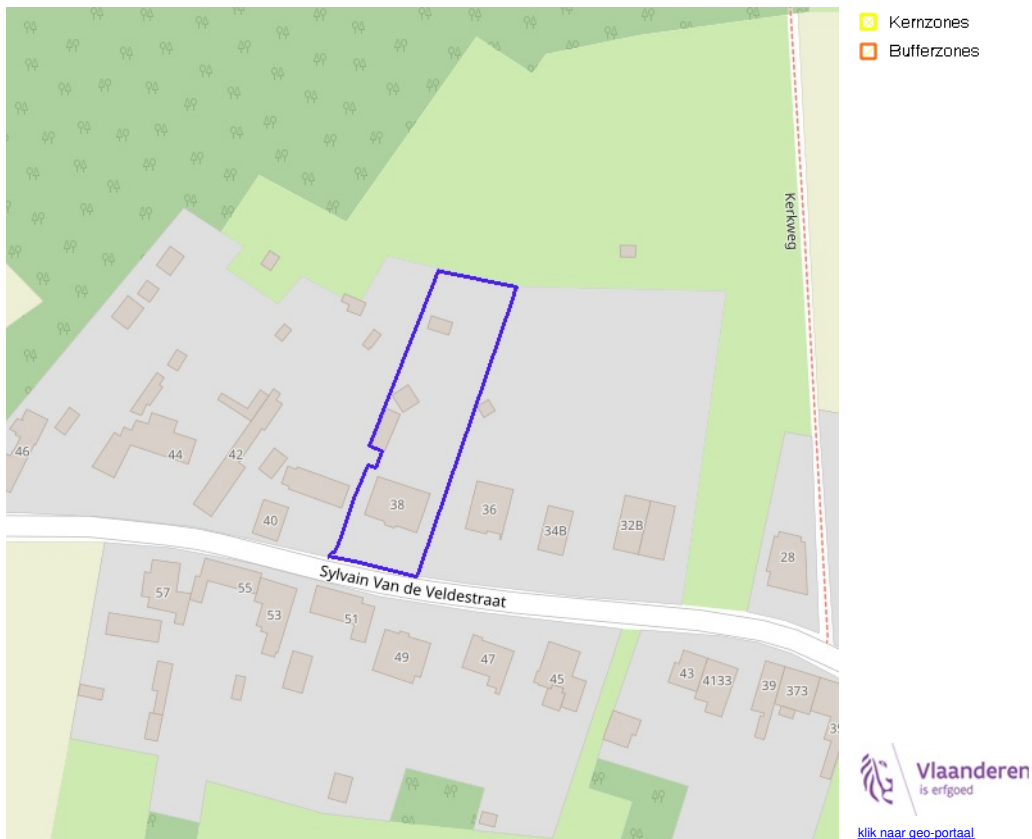 Kernzones
Bufferzones
Kerkweg
46
44
42
40
38
36
34B
32B
28
Sylvain Van de Veldestraat
57
55
53
51
49
47
45
43
4133
39
373
Vlaanderen
is erfgoed
klik naar geo-portaal